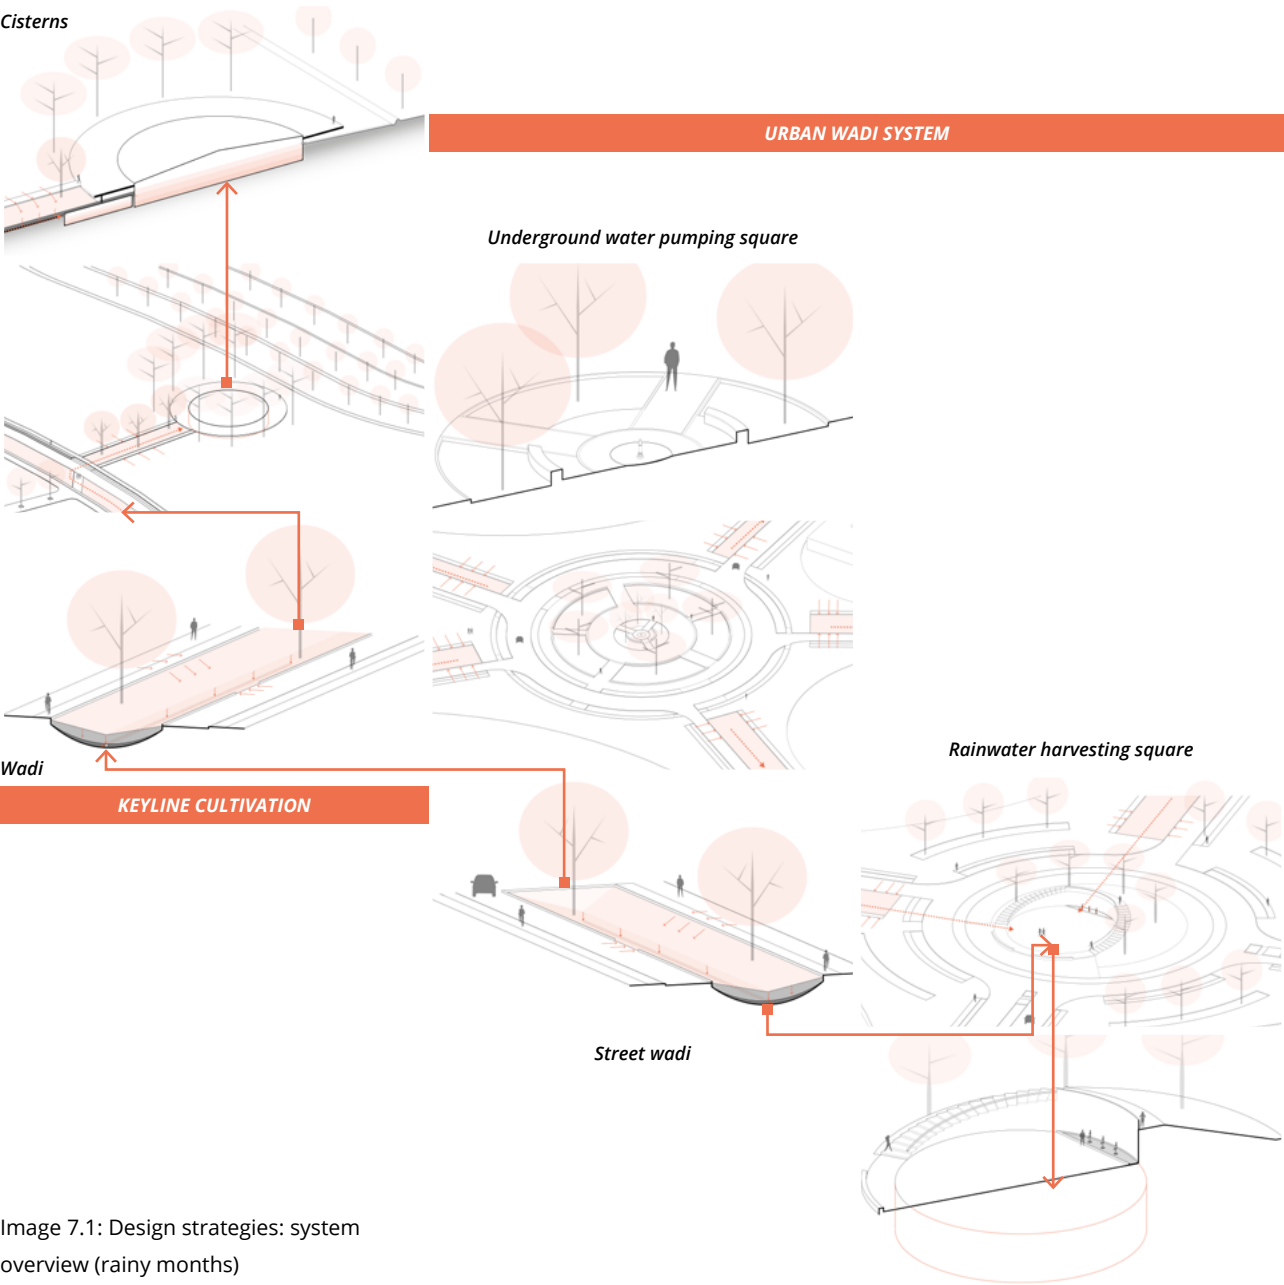 Cisterns
URBAN WADI SYSTEM
Underground water pumping square
Rainwater harvesting square
Wadi
KEYLINE CULTIVATION
Street wadi
Image 7.1: Design strategies: system
overview (rainy months)